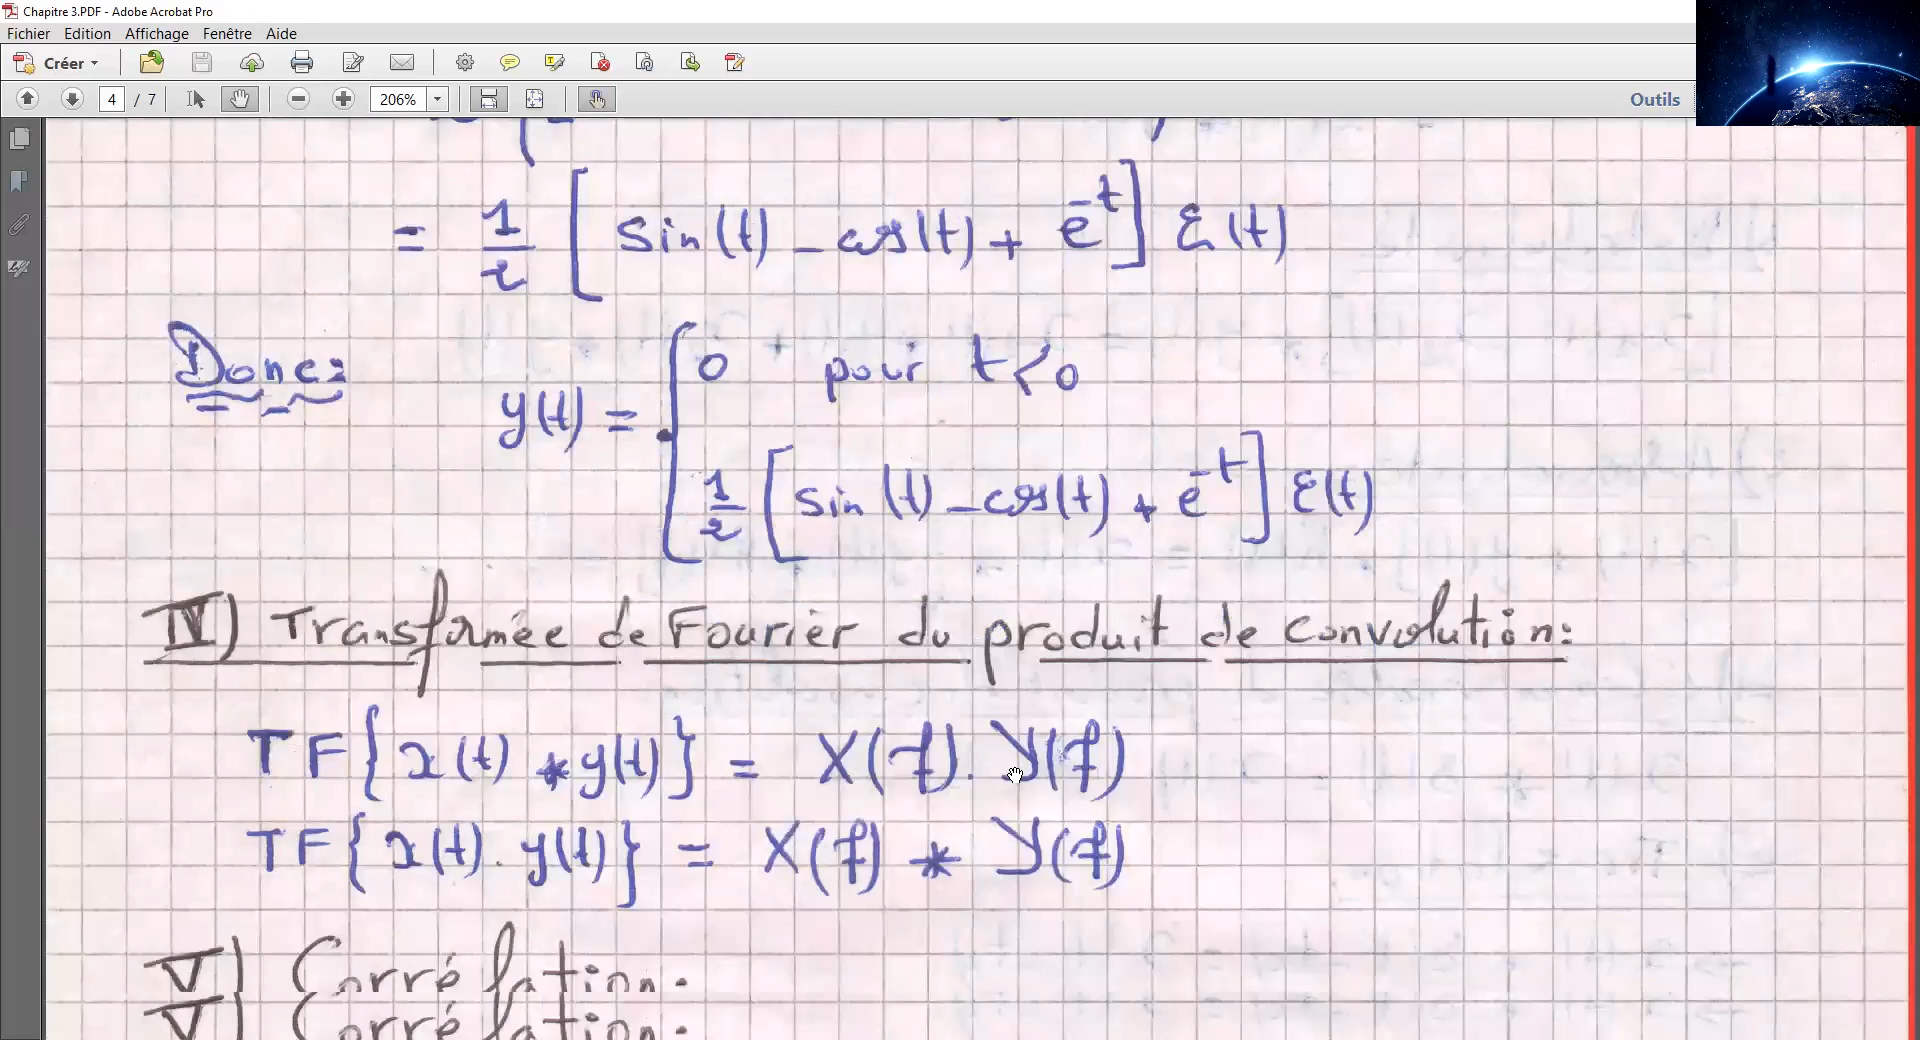 Chapitre 3.PDF - Adobe Acrobat Pro
Fichier Edition Affichage Fenêtre Aide
Créer
4 / 7 206% Outils
= 1/2 [ sin(t) - cos(t) + e^-t ] ε(t)
Donc:
y(t) = { 0 pour t < 0
1/2 [ sin(t) - cos(t) + e^-t ] ε(t)
IV) Transformée de Fourier du produit de convolution:
TF{ x(t) * y(t) } = X(f) . Y(f)
TF{ x(t) . y(t) } = X(f) * Y(f)
V) Corrélation:
V) Corrélation: